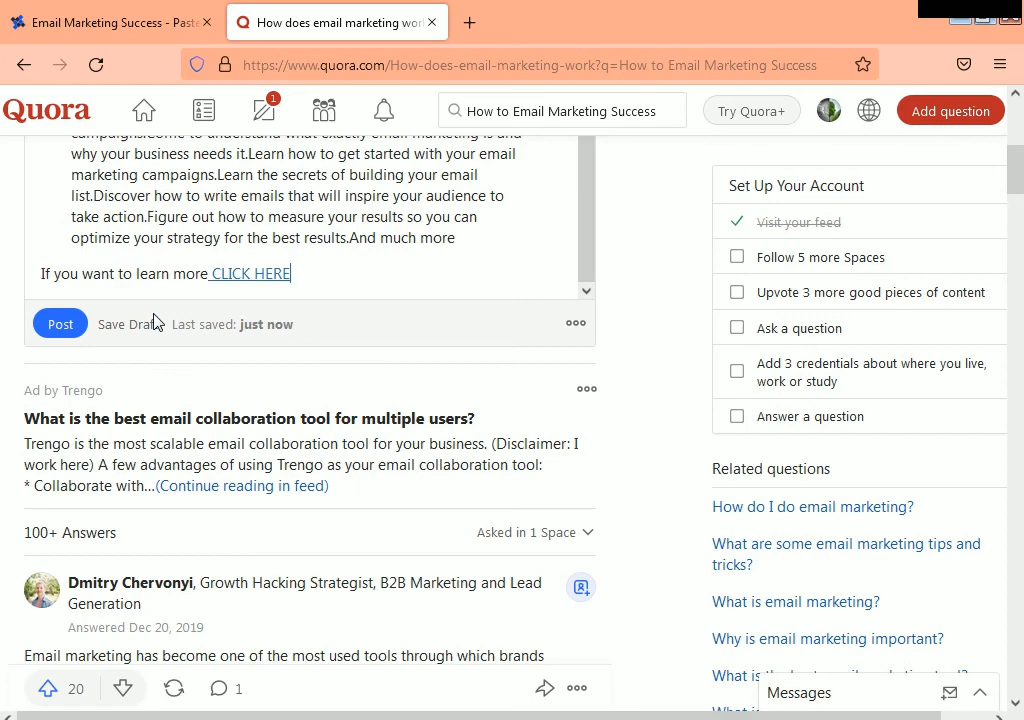 Email Marketing Success - Paste
How does email marketing wor
https://www.quora.com/How-does-email-marketing-work?q=How to Email Marketing Success
Quora
1
How to Email Marketing Success
Try Quora+
Add question
why your business needs it.Learn how to get started with your email
marketing campaigns.Learn the secrets of building your email
list.Discover how to write emails that will inspire your audience to
take action.Figure out how to measure your results so you can
optimize your strategy for the best results.And much more
If you want to learn more CLICK HERE
Post
Save Draft
Last saved: just now
Ad by Trengo
What is the best email collaboration tool for multiple users?
Trengo is the most scalable email collaboration tool for your business. (Disclaimer: I
work here) A few advantages of using Trengo as your email collaboration tool:
* Collaborate with...(Continue reading in feed)
100+ Answers
Asked in 1 Space
Dmitry Chervonyi, Growth Hacking Strategist, B2B Marketing and Lead
Generation
Answered Dec 20, 2019
Email marketing has become one of the most used tools through which brands
20
1
Set Up Your Account
Visit your feed
Follow 5 more Spaces
Upvote 3 more good pieces of content
Ask a question
Add 3 credentials about where you live,
work or study
Answer a question
Related questions
How do I do email marketing?
What are some email marketing tips and
tricks?
What is email marketing?
Why is email marketing important?
Messages